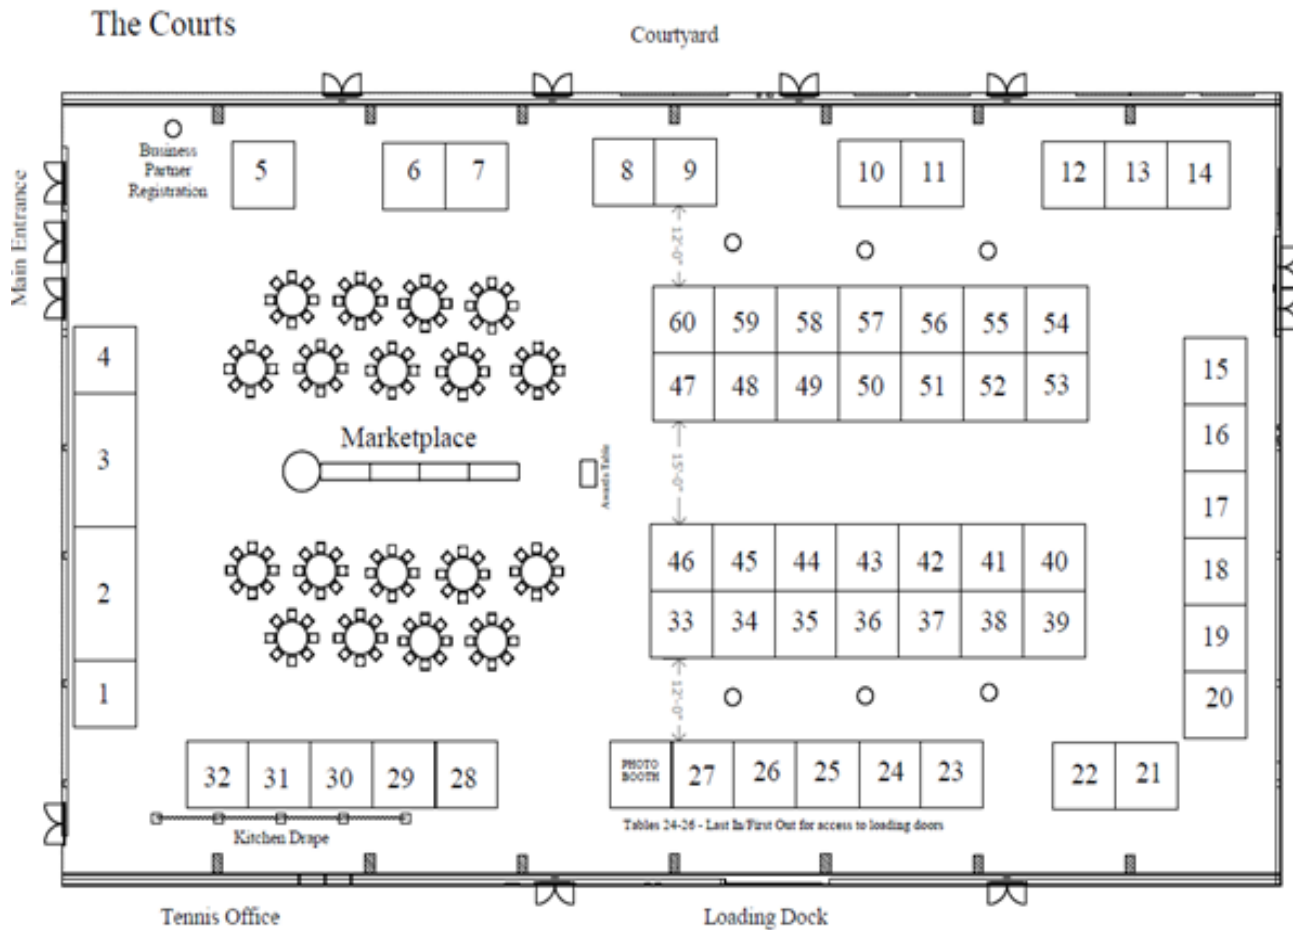 The Courts
Courtyard
Business
Partner
Registration
Main Entrance
5
6 7
8 9
10 11
12 13 14
12'-0"
60 59 58 57 56 55 54
47 48 49 50 51 52 53
4
3
2
1
Marketplace
Awards Table
15'-0"
15
16
17
18
19
20
46 45 44 43 42 41 40
33 34 35 36 37 38 39
12'-0"
32 31 30 29 28
PHOTO
BOOTH
27 26 25 24 23
22 21
Kitchen Drape
Tables 24-26 - Last In/First Out for access to loading doors
Tennis Office
Loading Dock